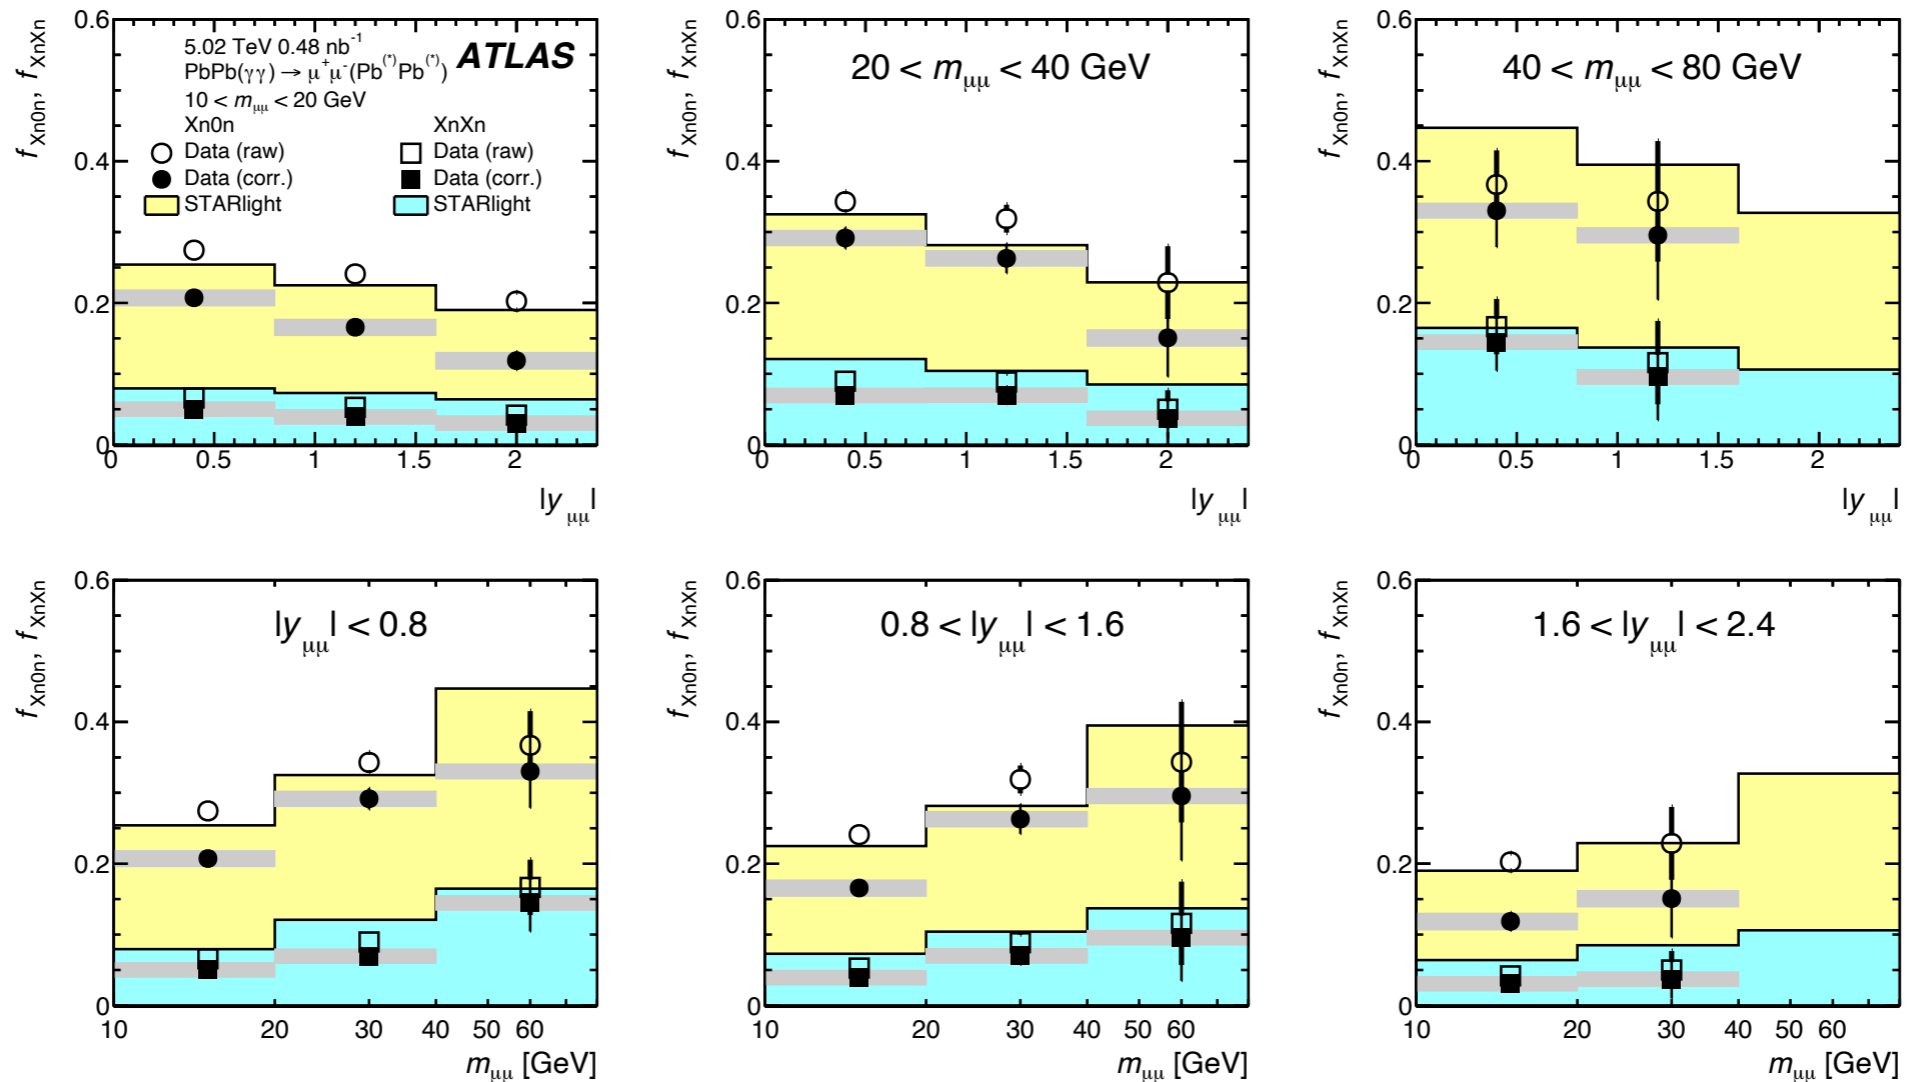 0.6
0.4
0.2
0
f_Xn0n, f_XnXn
5.02 TeV 0.48 nb⁻¹
ATLAS
PbPb(γγ) → μ⁺μ⁻(Pb⁽*⁾Pb⁽*⁾)
10 < m_μμ < 20 GeV
Xn0n XnXn
Data (raw) Data (raw)
Data (corr.) Data (corr.)
STARlight STARlight
0 0.5 1 1.5 2
|y_μμ|
0.6
0.4
0.2
0
f_Xn0n, f_XnXn
20 < m_μμ < 40 GeV
0 0.5 1 1.5 2
|y_μμ|
0.6
0.4
0.2
0
f_Xn0n, f_XnXn
40 < m_μμ < 80 GeV
0 0.5 1 1.5 2
|y_μμ|
0.6
0.4
0.2
0
f_Xn0n, f_XnXn
|y_μμ| < 0.8
10 20 30 40 50 60
m_μμ [GeV]
0.6
0.4
0.2
0
f_Xn0n, f_XnXn
0.8 < |y_μμ| < 1.6
10 20 30 40 50 60
m_μμ [GeV]
0.6
0.4
0.2
0
f_Xn0n, f_XnXn
1.6 < |y_μμ| < 2.4
10 20 30 40 50 60
m_μμ [GeV]